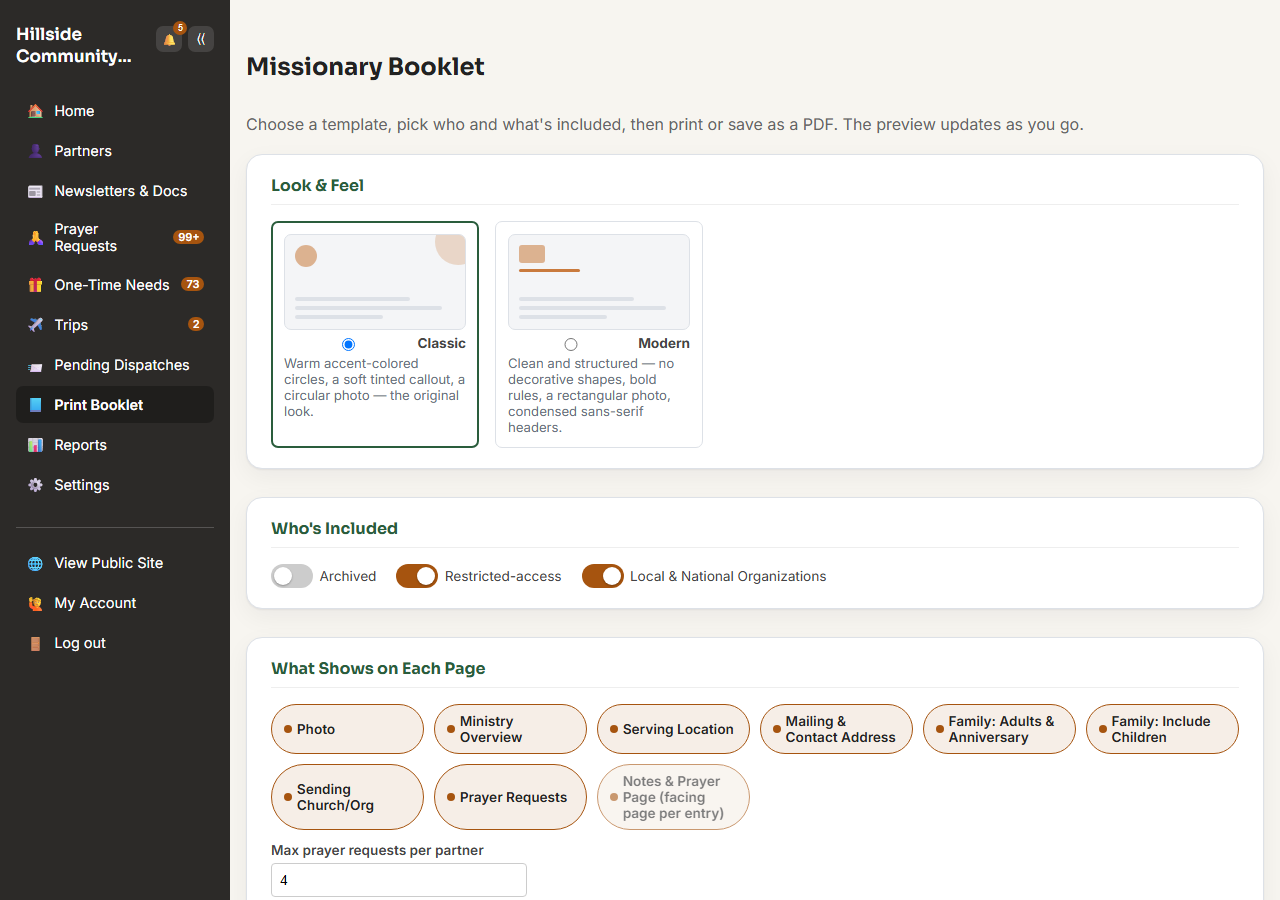 Hillside
Community...
5
⟨⟨
Home
Partners
Newsletters & Docs
Prayer
Requests
99+
One-Time Needs
73
Trips
2
Pending Dispatches
Print Booklet
Reports
Settings
View Public Site
My Account
Log out
Missionary Booklet
Choose a template, pick who and what's included, then print or save as a PDF. The preview updates as you go.
Look & Feel
Classic
Warm accent-colored
circles, a soft tinted callout, a
circular photo — the original
look.
Modern
Clean and structured — no
decorative shapes, bold
rules, a rectangular photo,
condensed sans-serif
headers.
Who's Included
Archived
Restricted-access
Local & National Organizations
What Shows on Each Page
Photo
Ministry
Overview
Serving Location
Mailing &
Contact Address
Family: Adults &
Anniversary
Family: Include
Children
Sending
Church/Org
Prayer Requests
Notes & Prayer
Page (facing
page per entry)
Max prayer requests per partner
4